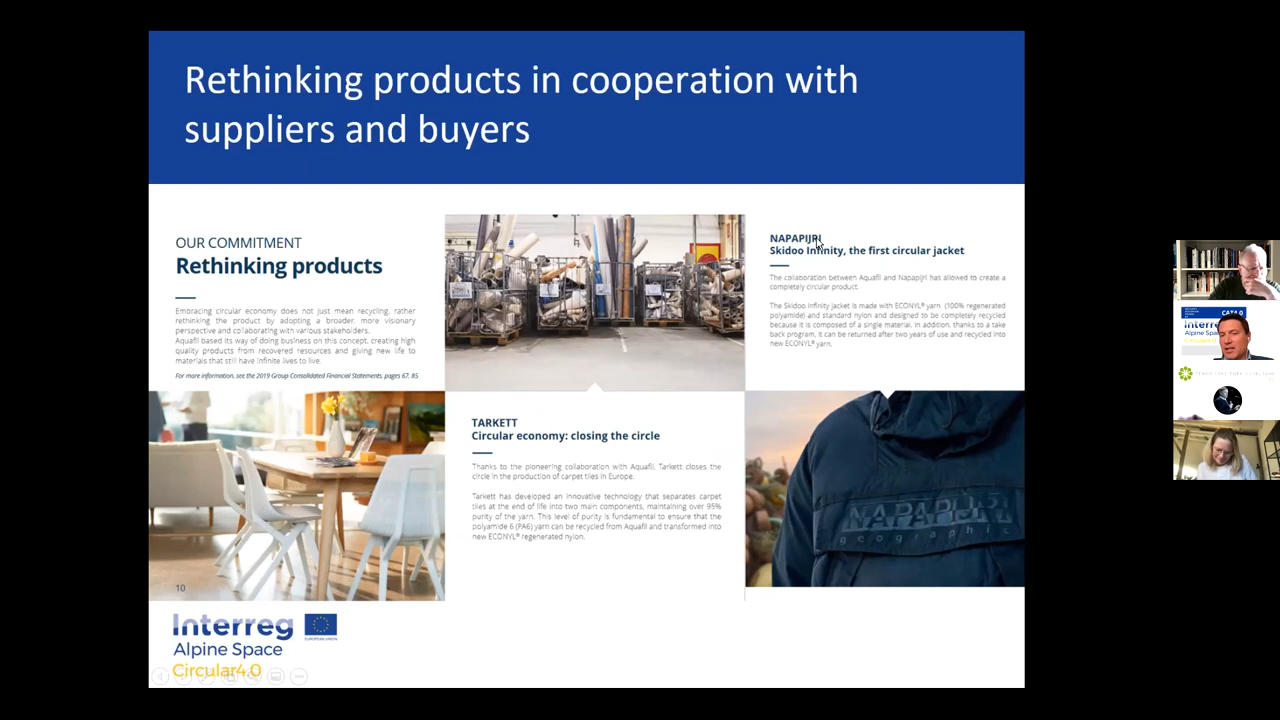 Rethinking products in cooperation with
suppliers and buyers
OUR COMMITMENT
Rethinking products
Embracing circular economy does not just mean recycling, rather
rethinking the product by adopting a broader, more visionary
perspective and collaborating with various stakeholders.
Aquafil based its way of doing business on this concept, creating high
quality products from recovered resources and giving new life to
materials that still have infinite lives to live.
For more information, see the 2019 Group Consolidated Financial Statements, pages 67, 85
NAPAPIJRI
Skidoo Infinity, the first circular jacket
The collaboration between Aquafil and Napapijri has allowed to create a
completely circular product.
The Skidoo Infinity jacket is made with ECONYL® yarn (100% regenerated
polyamide) and standard nylon and designed to be completely recycled
because it is composed of a single material. In addition, thanks to a take
back program, it can be returned after two years of use and recycled into
new ECONYL® yarn.
TARKETT
Circular economy: closing the circle
Thanks to the pioneering collaboration with Aquafil, Tarkett closes the
circle in the production of carpet tiles in Europe.
Tarkett has developed an innovative technology that separates carpet
tiles at the end of life into two main components, maintaining over 95%
purity of the yarn. This level of purity is fundamental to ensure that the
polyamide 6 (PA6) yarn can be recycled from Aquafil and transformed into
new ECONYL® regenerated nylon.
NAPAPIJRI
geographic
10
Interreg
EUROPEAN UNION
Alpine Space
Circular4.0
Interreg
Alpine Space